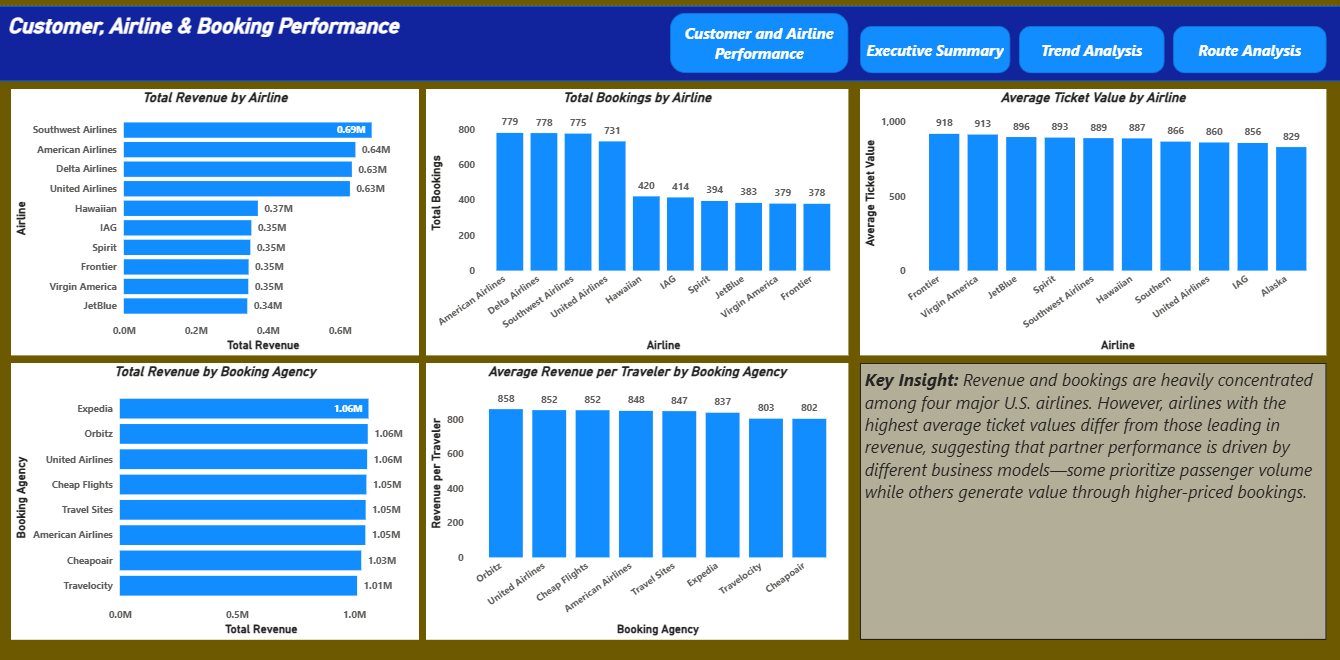 Customer, Airline & Booking Performance
Customer and Airline
Performance
Executive Summary
Trend Analysis
Route Analysis
Total Revenue by Airline
Airline
Southwest Airlines
0.69M
American Airlines
0.64M
Delta Airlines
0.63M
United Airlines
0.63M
Hawaiian
0.37M
IAG
0.35M
Spirit
0.35M
Frontier
0.35M
Virgin America
0.35M
JetBlue
0.34M
0.0M 0.2M 0.4M 0.6M
Total Revenue
Total Bookings by Airline
Total Bookings
800
600
400
200
0
779 778 775 731 420 414 394 383 379 378
American Airlines
Delta Airlines
Southwest Airlines
United Airlines
Hawaiian
IAG
Spirit
JetBlue
Virgin America
Frontier
Airline
Average Ticket Value by Airline
Average Ticket Value
1,000
500
0
918 913 896 893 889 887 866 860 856 829
Frontier
Virgin America
JetBlue
Spirit
Southwest Airlines
Hawaiian
Southern
United Airlines
IAG
Alaska
Airline
Total Revenue by Booking Agency
Booking Agency
Expedia
1.06M
Orbitz
1.06M
United Airlines
1.06M
Cheap Flights
1.05M
Travel Sites
1.05M
American Airlines
1.05M
Cheapoair
1.03M
Travelocity
1.01M
0.0M 0.5M 1.0M
Total Revenue
Average Revenue per Traveler by Booking Agency
Revenue per Traveler
800
600
400
200
0
858 852 852 848 847 837 803 802
Orbitz
United Airlines
Cheap Flights
American Airlines
Travel Sites
Expedia
Travelocity
Cheapoair
Booking Agency
Key Insight: Revenue and bookings are heavily concentrated
among four major U.S. airlines. However, airlines with the
highest average ticket values differ from those leading in
revenue, suggesting that partner performance is driven by
different business models—some prioritize passenger volume
while others generate value through higher-priced bookings.